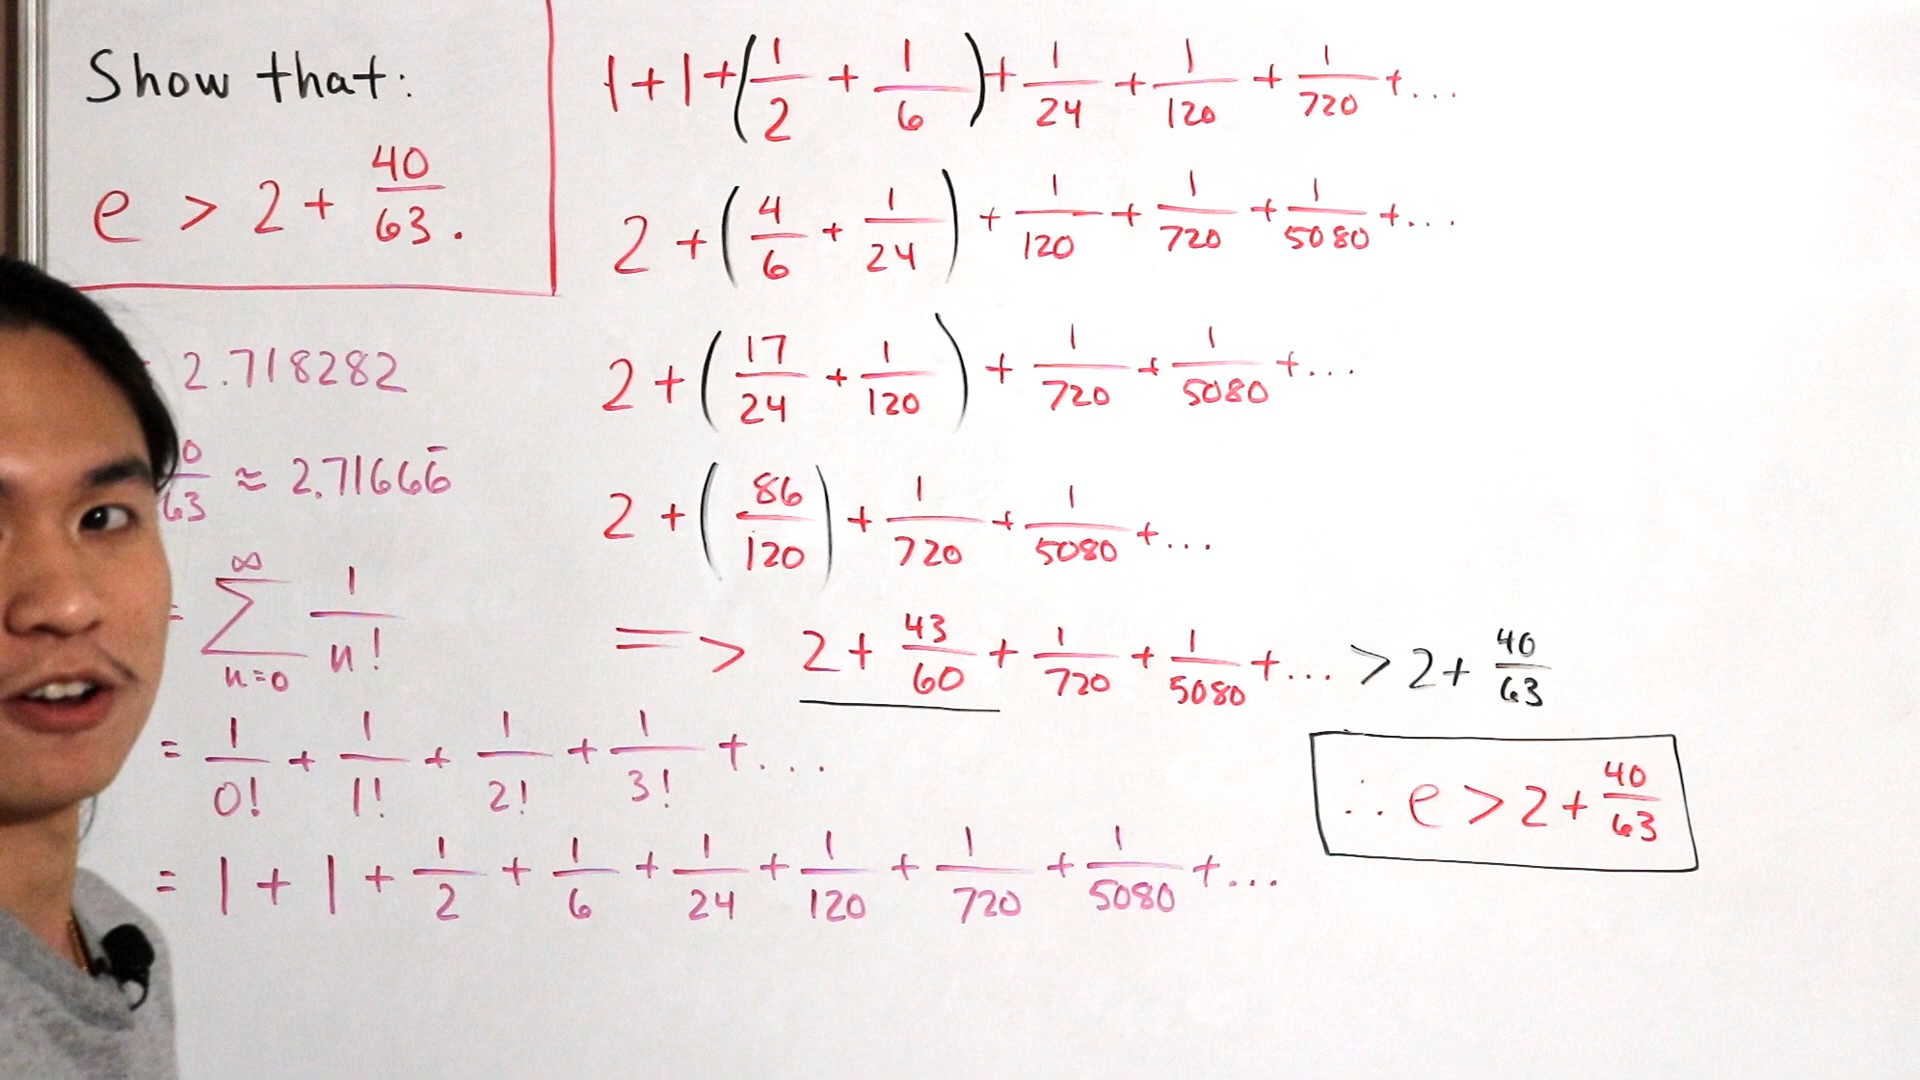 Show that:
e > 2 + 40/63.
2.718282
0/63 ≈ 2.71666̅
= ∑_{n=0}^{∞} 1/n!
= 1/0! + 1/1! + 1/2! + 1/3! + ...
= 1 + 1 + 1/2 + 1/6 + 1/24 + 1/120 + 1/720 + 1/5080 + ...
1 + 1 + (1/2 + 1/6) + 1/24 + 1/120 + 1/720 + ...
2 + (4/6 + 1/24) + 1/120 + 1/720 + 1/5080 + ...
2 + (17/24 + 1/120) + 1/720 + 1/5080 + ...
2 + (86/120) + 1/720 + 1/5080 + ...
=> 2 + 43/60 + 1/720 + 1/5080 + ... > 2 + 40/63
∴ e > 2 + 40/63